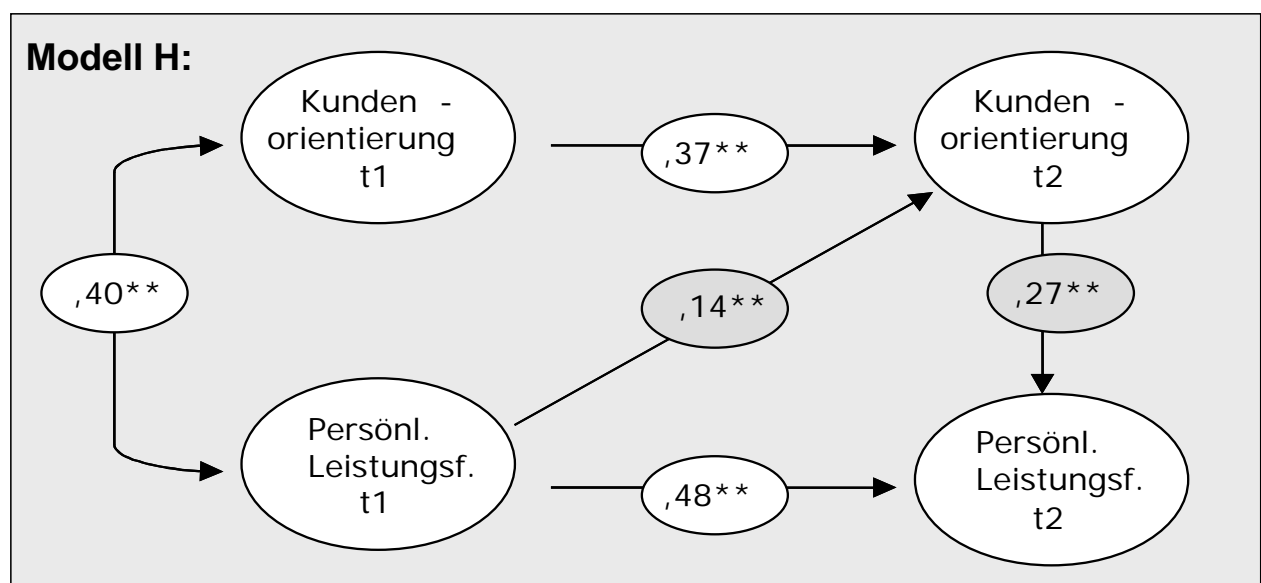 Modell H:
Kunden -
orientierung
t1
,37**
Kunden -
orientierung
t2
,40**
,14**
,27**
Persönl.
Leistungsf.
t1
,48**
Persönl.
Leistungsf.
t2